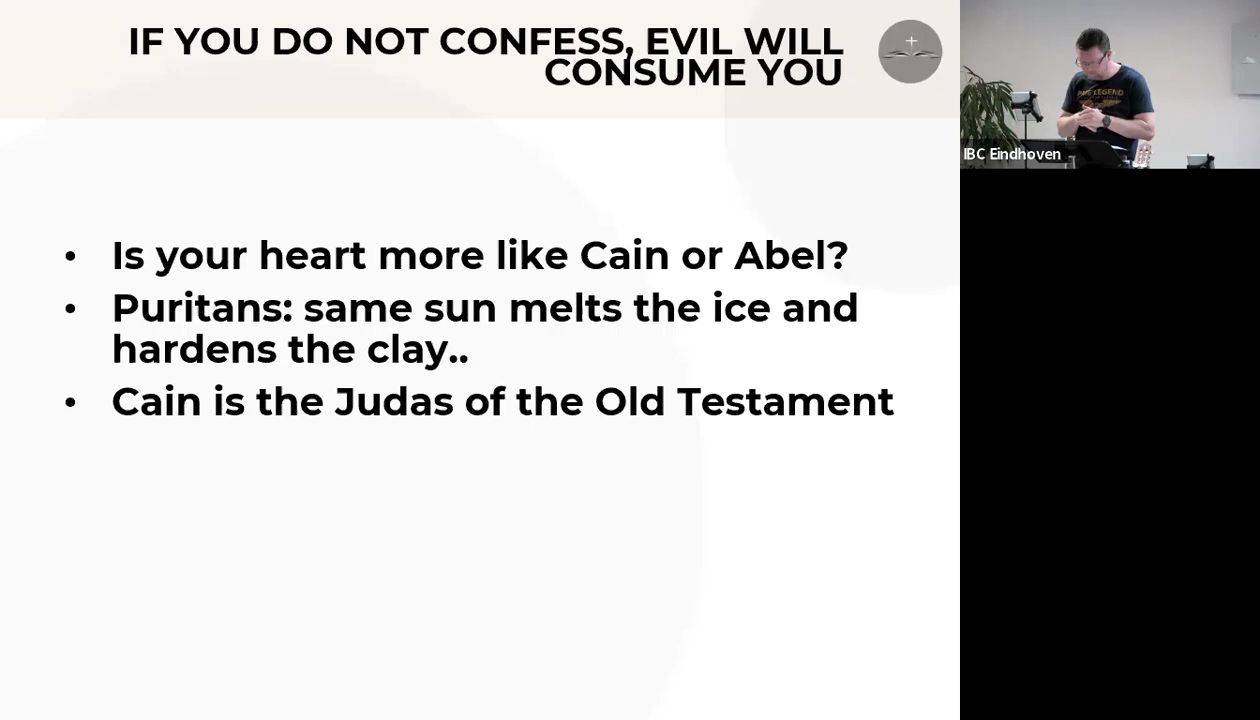 IF YOU DO NOT CONFESS, EVIL WILL
CONSUME YOU
• Is your heart more like Cain or Abel?
• Puritans: same sun melts the ice and
hardens the clay..
• Cain is the Judas of the Old Testament
LEGEND
IBC Eindhoven